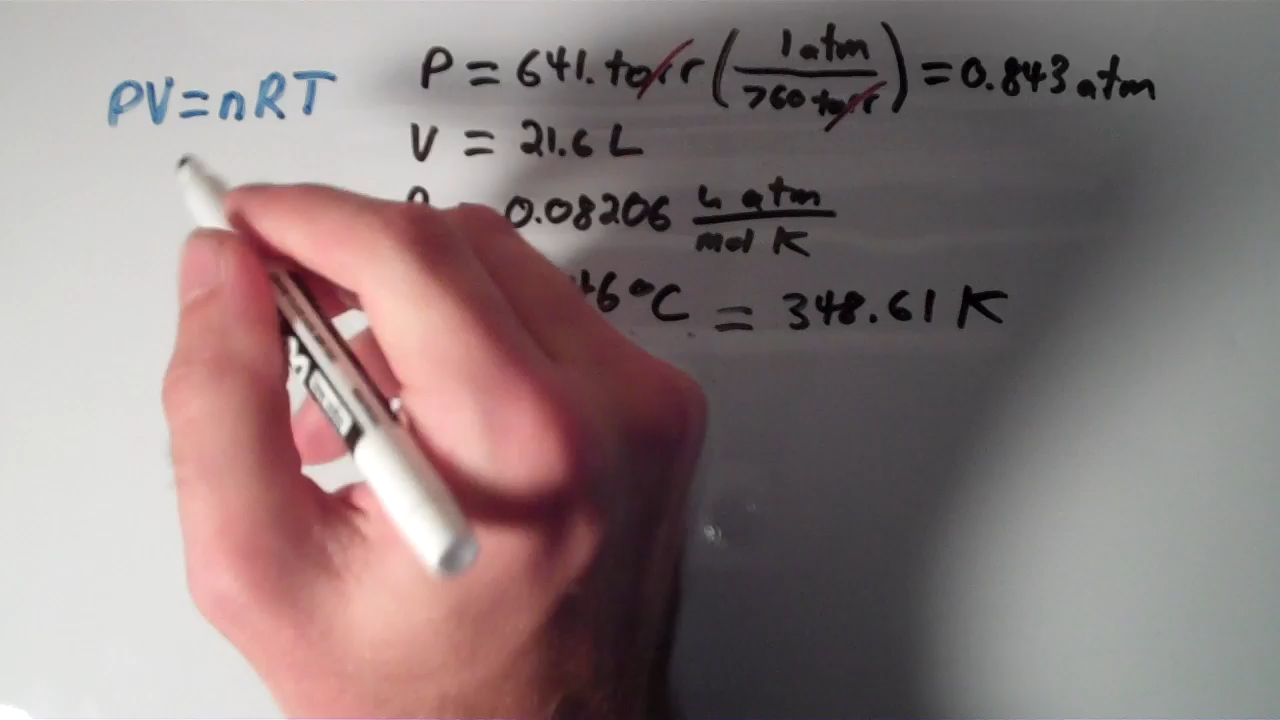 PV=nRT
P = 641. torr (1 atm / 760 torr) = 0.843 atm
V = 21.6 L
0.08206 L atm / mol K
6°C = 348.61 K